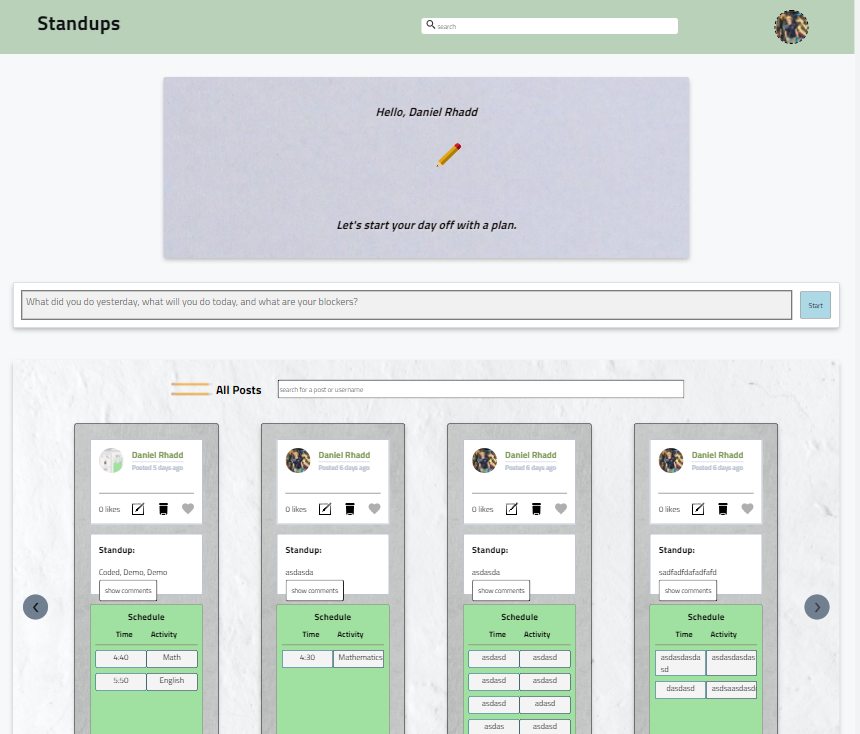 Standups
search
Hello, Daniel Rhadd
Let's start your day off with a plan.
What did you do yesterday, what will you do today, and what are your blockers?
Start
All Posts
search for a post or username
Daniel Rhadd
Posted 5 days ago
0 likes
Standup:
Coded, Demo, Demo
show comments
Schedule
Time Activity
4:40 Math
5:50 English
Daniel Rhadd
Posted 6 days ago
0 likes
Standup:
asdasda
show comments
Schedule
Time Activity
4:30 Mathematics
Daniel Rhadd
Posted 6 days ago
0 likes
Standup:
asdasda
show comments
Schedule
Time Activity
asdasd asdasd
asdasd asdasd
asdasd adasd
asdas asdasd
Daniel Rhadd
Posted 6 days ago
0 likes
Standup:
sadfadfdafadfafd
show comments
Schedule
Time Activity
asdasdasda asdasdasdas
sd
dasdasd asdsaasdasd